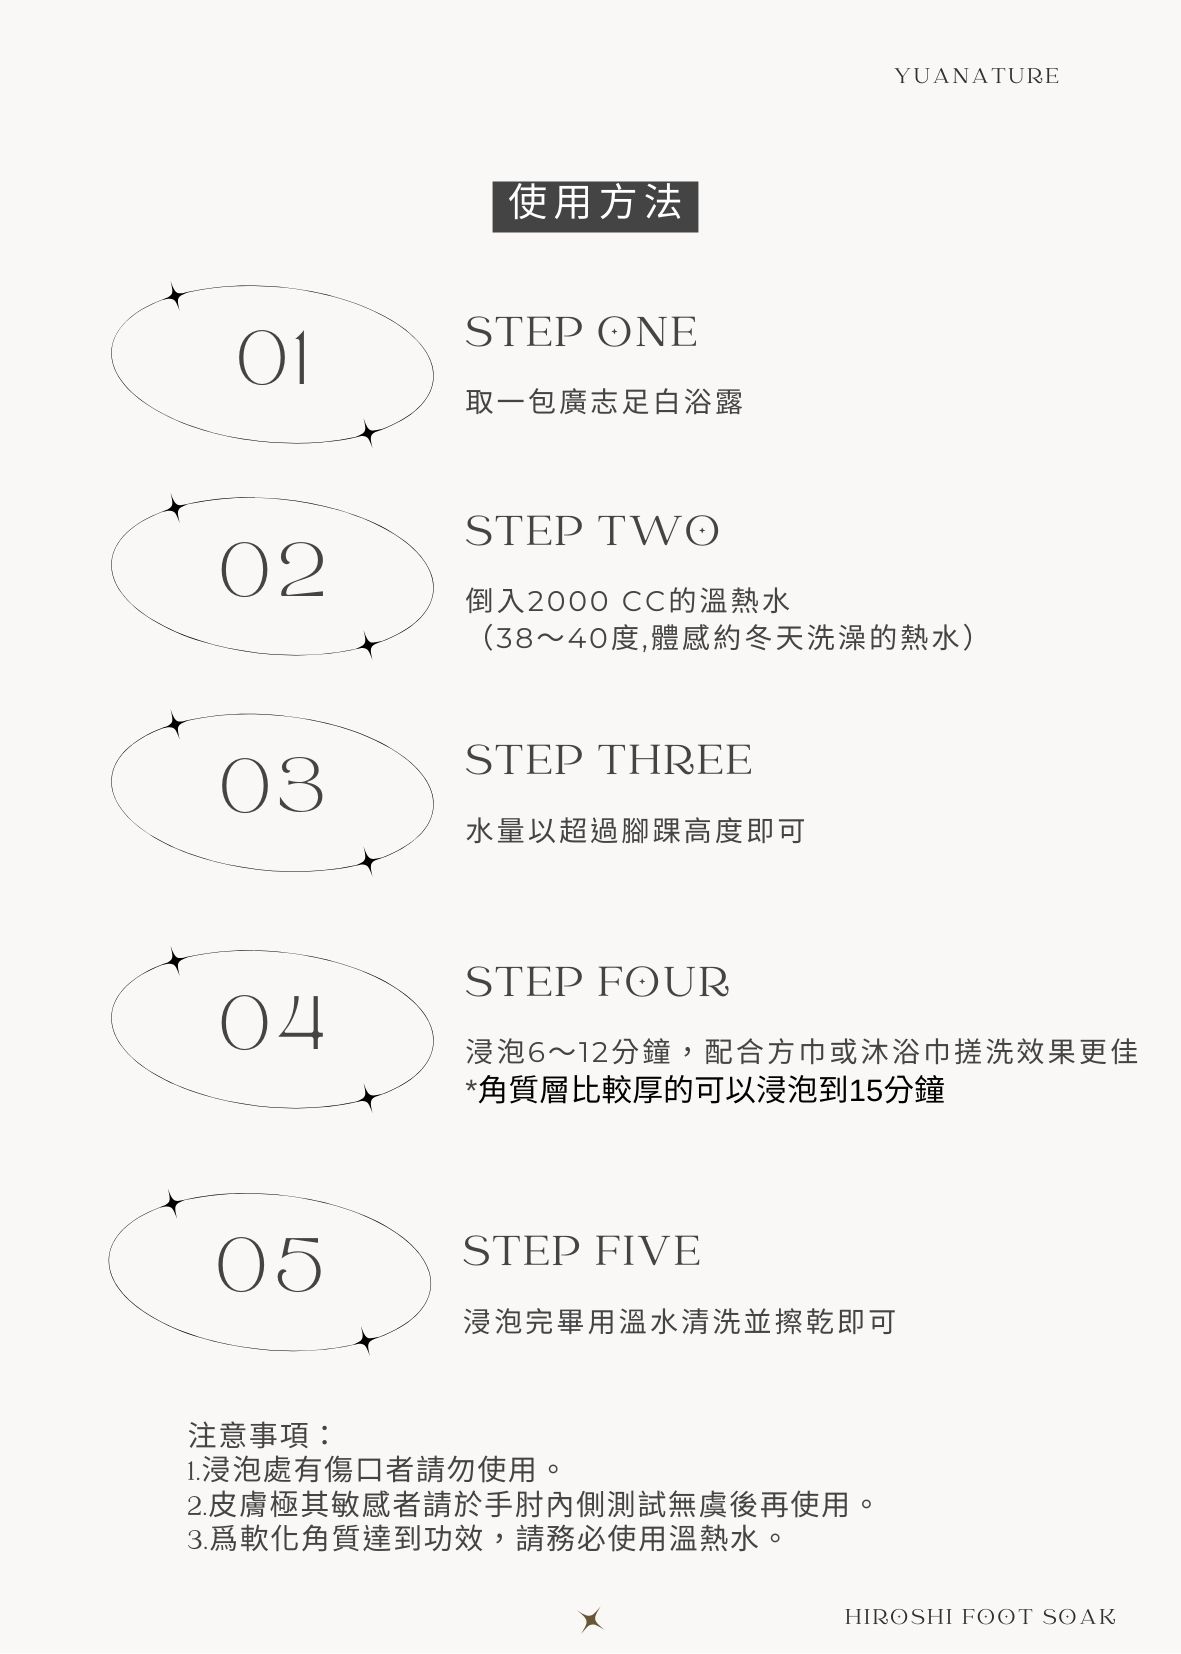 YUANATURE
使用方法
01
STEP ONE
取一包廣志足白浴露
02
STEP TWO
倒入2000 CC的溫熱水
（38～40度,體感約冬天洗澡的熱水）
03
STEP THREE
水量以超過腳踝高度即可
04
STEP FOUR
浸泡6～12分鐘，配合方巾或沐浴巾搓洗效果更佳
*角質層比較厚的可以浸泡到15分鐘
05
STEP FIVE
浸泡完畢用溫水清洗並擦乾即可
注意事項：
1.浸泡處有傷口者請勿使用。
2.皮膚極其敏感者請於手肘內側測試無虞後再使用。
3.爲軟化角質達到功效，請務必使用溫熱水。
HIROSHI FOOT SOAK